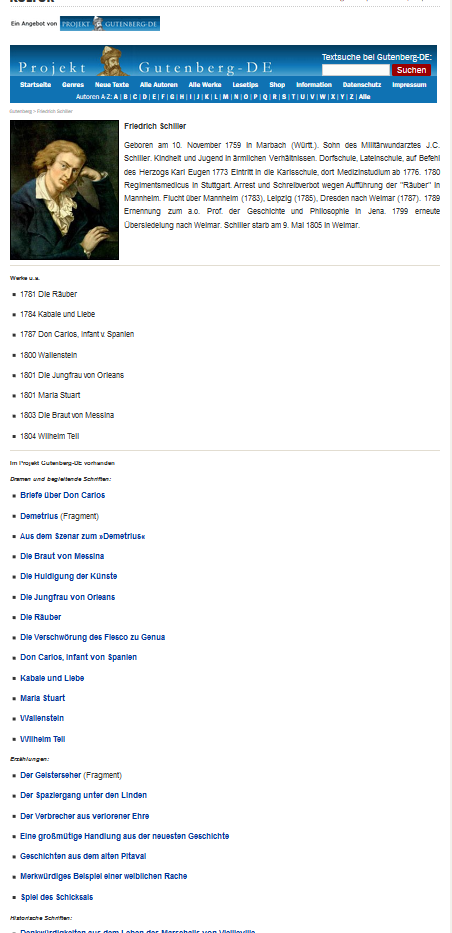 KULTUR
Ein Angebot von PROJEKT GUTENBERG-DE
Projekt Gutenberg-DE
Textsuche bei Gutenberg-DE:
Suchen
Startseite Genres Neue Texte Alle Autoren Alle Werke Lesetips Shop Information Datenschutz Impressum
Autoren A-Z: A | B | C | D | E | F | G | H | I | J | K | L | M | N | O | P | Q | R | S | T | U | V | W | X | Y | Z | Alle
Gutenberg > Friedrich Schiller
Friedrich Schiller
Geboren am 10. November 1759 in Marbach (Württ.). Sohn des Militärwundarztes J.C.
Schiller. Kindheit und Jugend in ärmlichen Verhältnissen. Dorfschule, Lateinschule, auf Befehl
des Herzogs Karl Eugen 1773 Eintritt in die Karlsschule, dort Medizinstudium ab 1776. 1780
Regimentsmedicus in Stuttgart. Arrest und Schreibverbot wegen Aufführung der "Räuber" in
Mannheim. Flucht über Mannheim (1783), Leipzig (1785), Dresden nach Weimar (1787). 1789
Ernennung zum a.o. Prof. der Geschichte und Philosophie in Jena. 1799 erneute
Übersiedelung nach Weimar. Schiller starb am 9. Mai 1805 in Weimar.
Werke u.a.
1781 Die Räuber
1784 Kabale und Liebe
1787 Don Carlos, Infant v. Spanien
1800 Wallenstein
1801 Die Jungfrau von Orleans
1801 Maria Stuart
1803 Die Braut von Messina
1804 Wilhelm Tell
Im Projekt Gutenberg-DE vorhanden
Dramen und begleitende Schriften:
Briefe über Don Carlos
Demetrius (Fragment)
Aus dem Szenar zum »Demetrius«
Die Braut von Messina
Die Huldigung der Künste
Die Jungfrau von Orleans
Die Räuber
Die Verschwörung des Fiesco zu Genua
Don Carlos, Infant von Spanien
Kabale und Liebe
Maria Stuart
Wallenstein
Wilhelm Tell
Erzählungen:
Der Geisterseher (Fragment)
Der Spaziergang unter den Linden
Der Verbrecher aus verlorener Ehre
Eine großmütige Handlung aus der neuesten Geschichte
Geschichten aus dem alten Pitaval
Merkwürdiges Beispiel einer weiblichen Rache
Spiel des Schicksals
Historische Schriften:
Denkwürdigkeiten aus dem Leben des Marschalls von Vieilleville